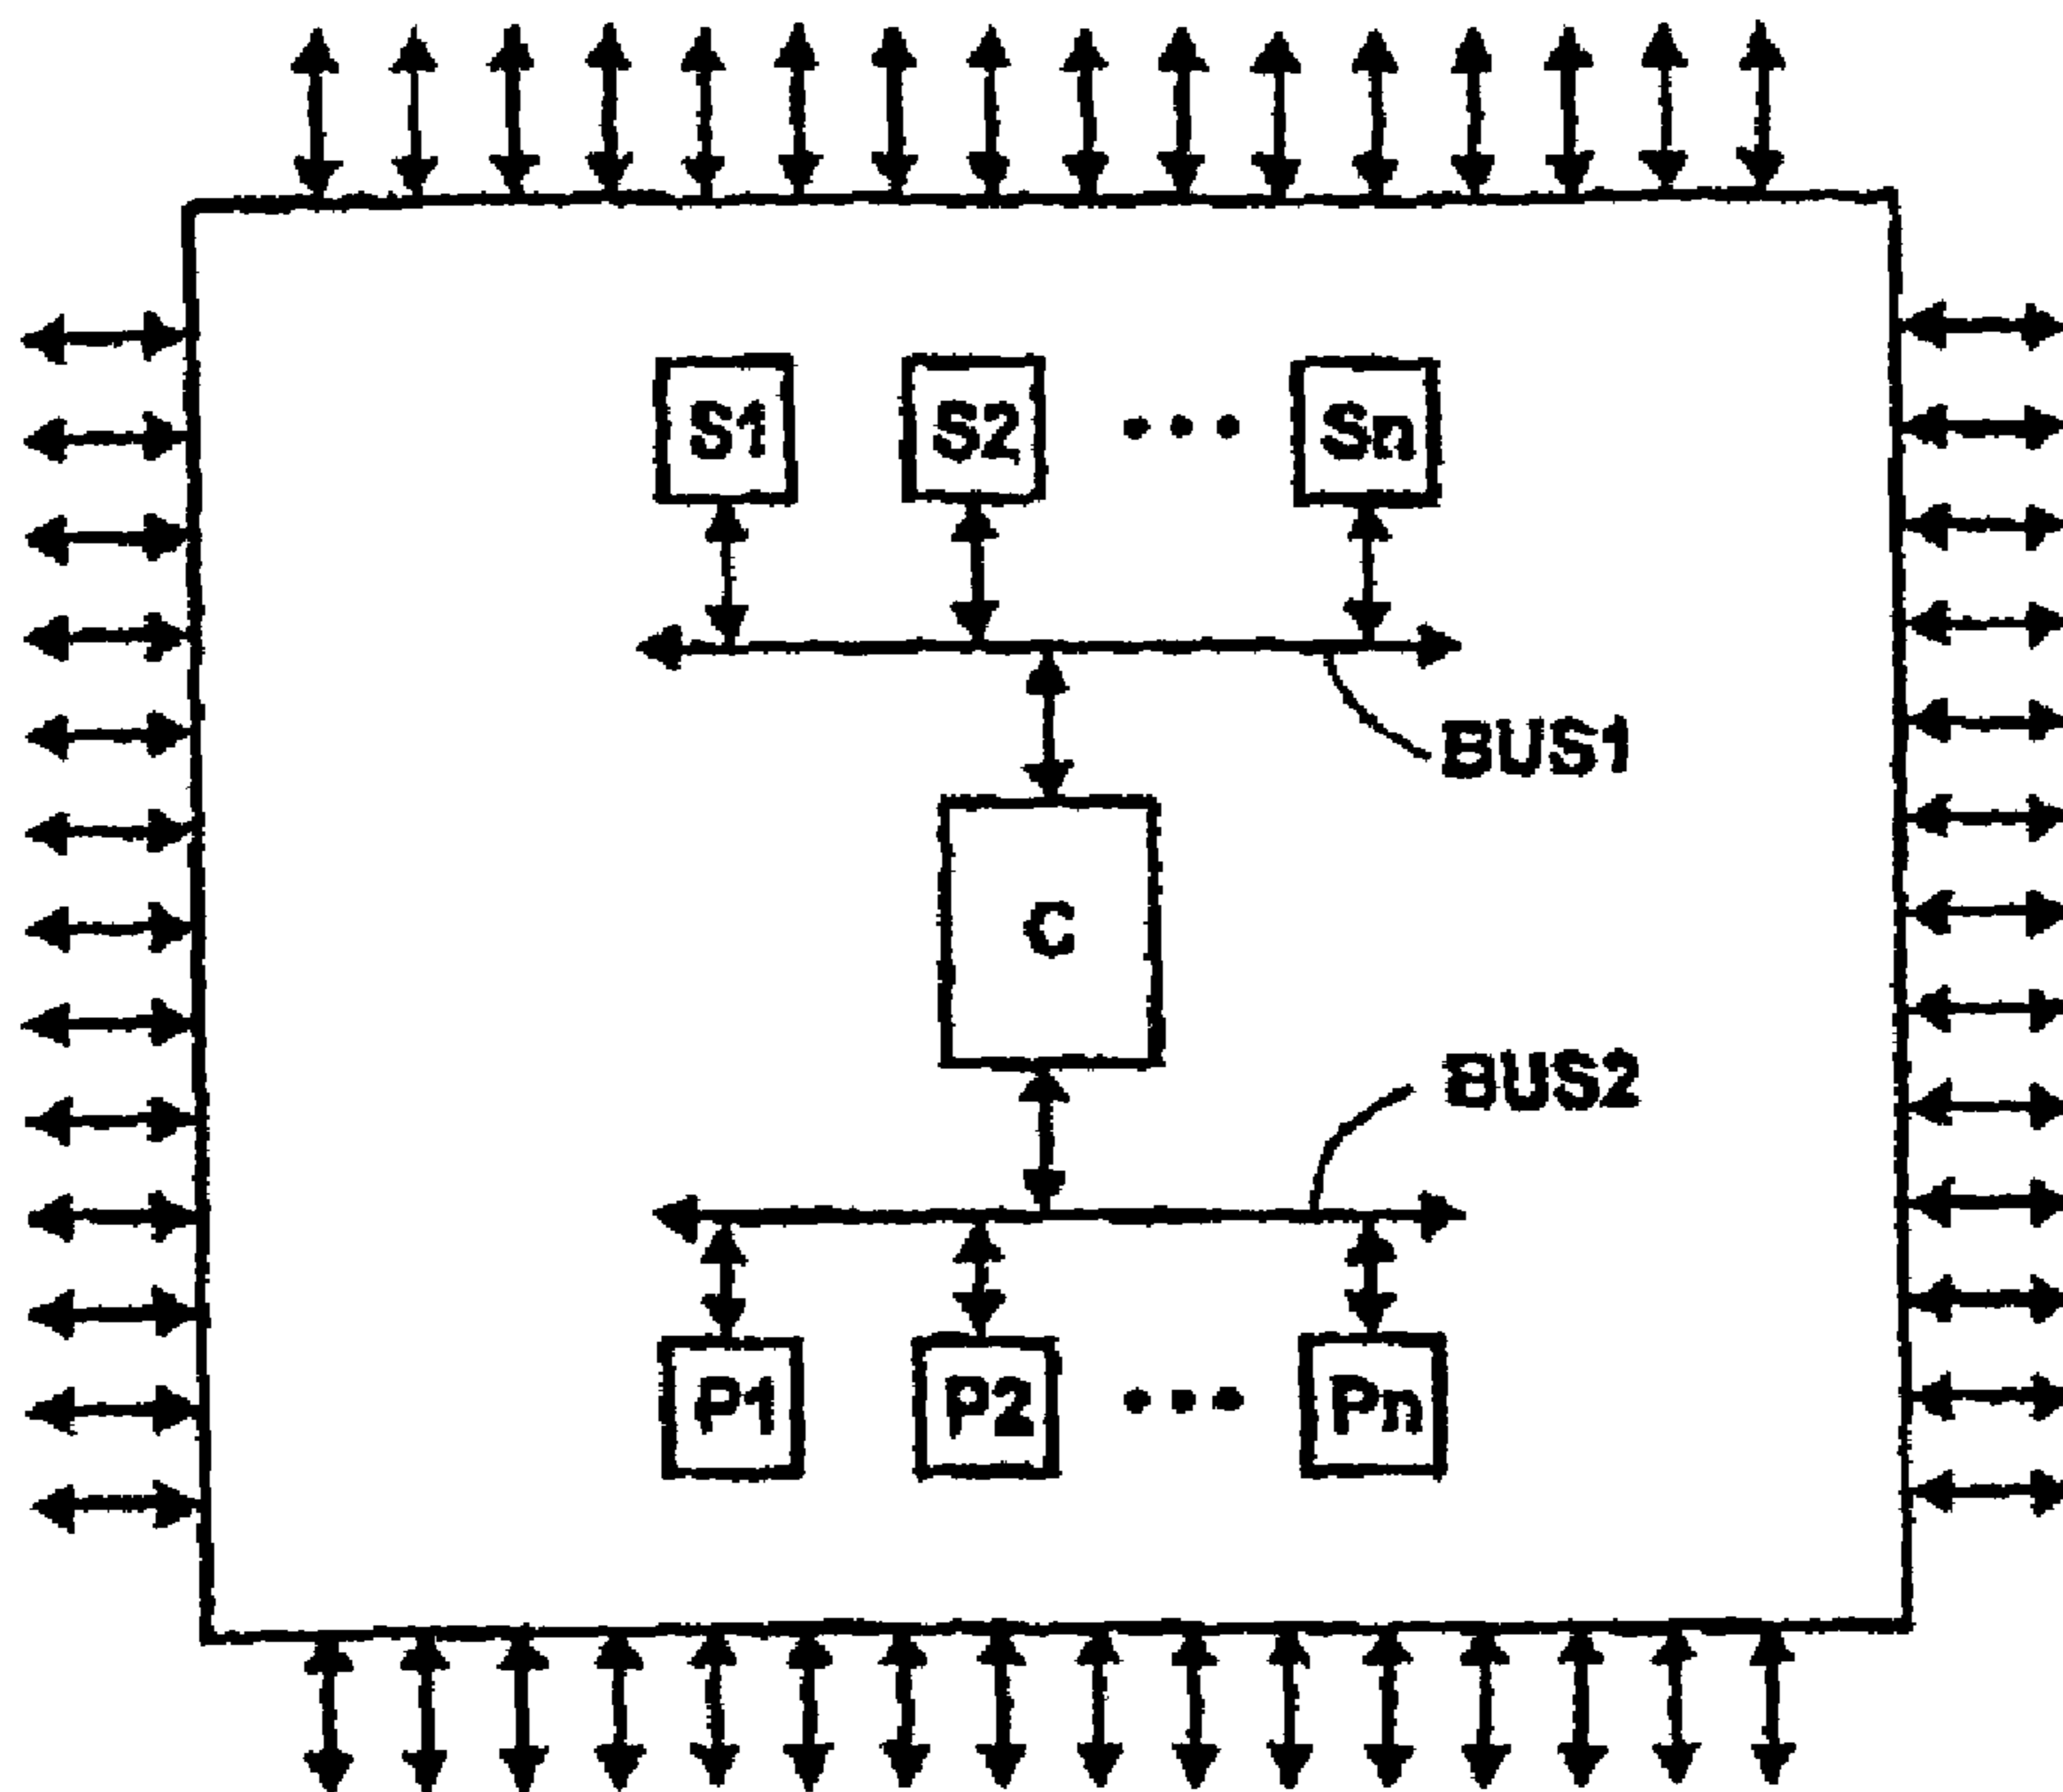 S1 S2 ••• Sn
BUS1
C
BUS2
P1 P2 ••• Pn